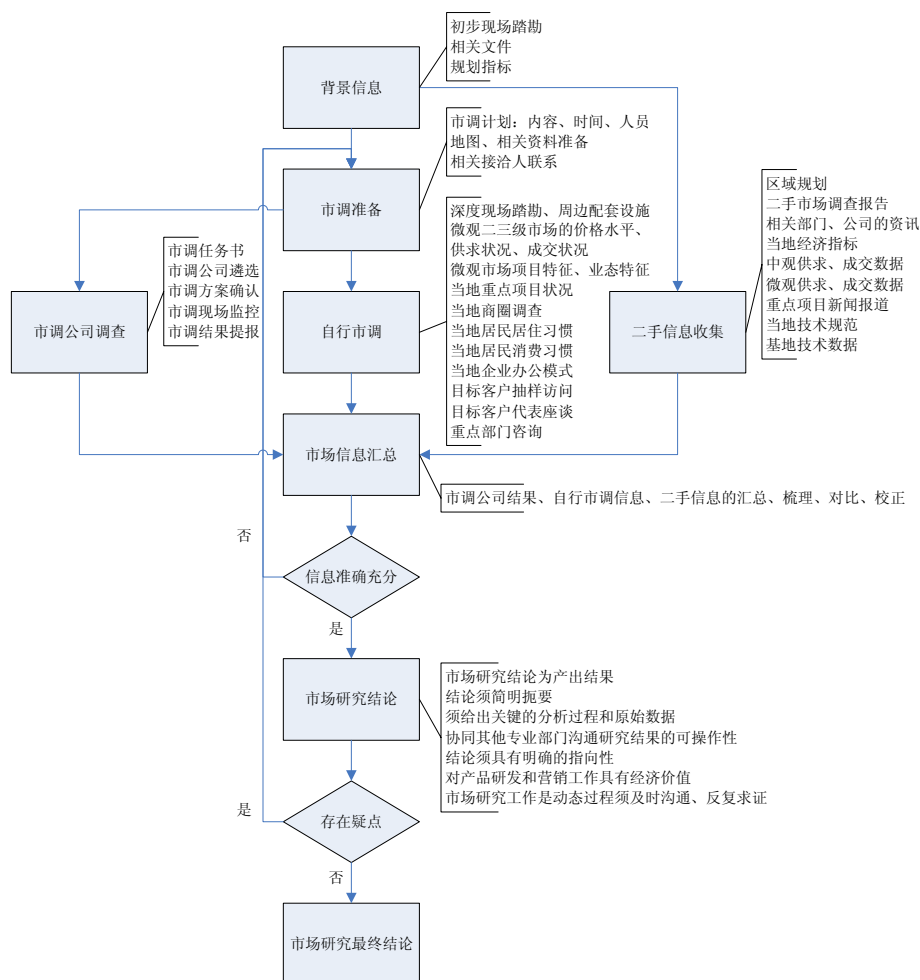 初步现场踏勘
相关文件
规划指标
背景信息
市调计划：内容、时间、人员
地图、相关资料准备
相关接洽人联系
市调准备
区域规划
二手市场调查报告
相关部门、公司的资讯
当地经济指标
中观供求、成交数据
微观供求、成交数据
重点项目新闻报道
当地技术规范
基地技术数据
深度现场踏勘、周边配套设施
微观二三级市场的价格水平、
供求状况、成交状况
微观市场项目特征、业态特征
当地重点项目状况
当地商圈调查
当地居民居住习惯
当地居民消费习惯
当地企业办公模式
目标客户抽样访问
目标客户代表座谈
重点部门咨询
市调任务书
市调公司遴选
市调方案确认
市调现场监控
市调结果提报
市调公司调查
自行市调
二手信息收集
市场信息汇总
市调公司结果、自行市调信息、二手信息的汇总、梳理、对比、校正
否
信息准确充分
是
市场研究结论
市场研究结论为产出结果
结论须简明扼要
须给出关键的分析过程和原始数据
协同其他专业部门沟通研究结果的可操作性
结论须具有明确的指向性
对产品研发和营销工作具有经济价值
市场研究工作是动态过程须及时沟通、反复求证
是
存在疑点
否
市场研究最终结论